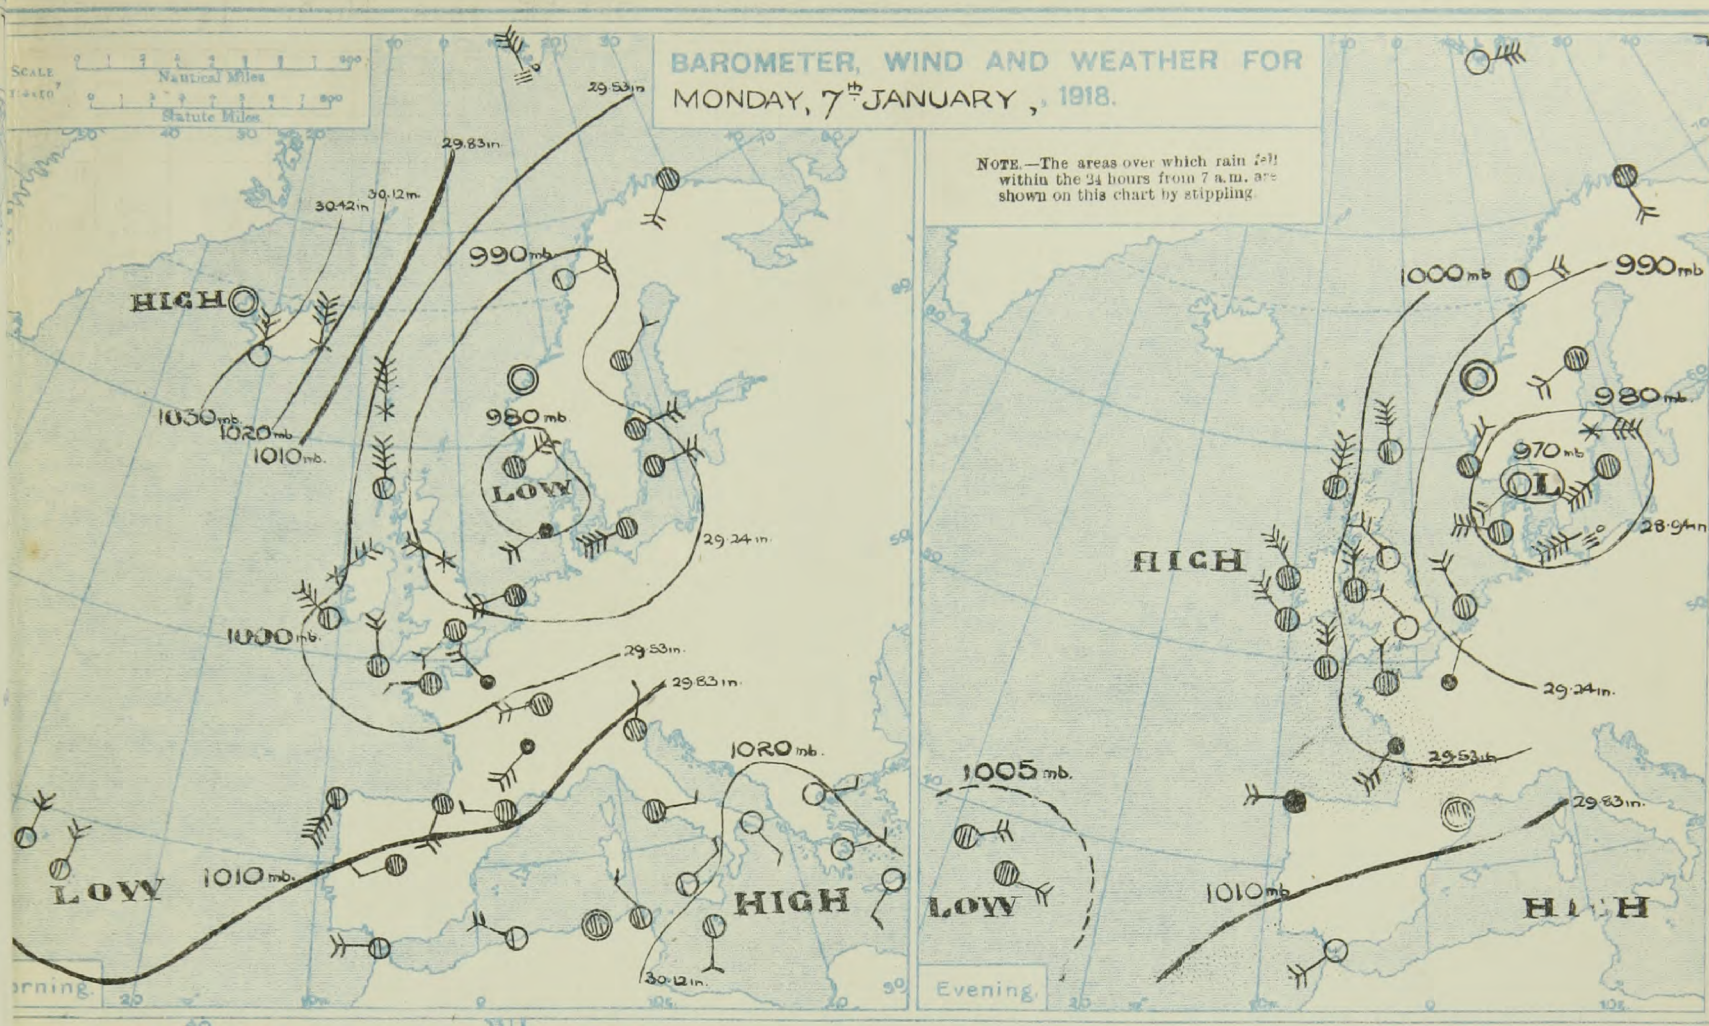 SCALE
Nautical Miles
Statute Miles.
BAROMETER, WIND AND WEATHER FOR
MONDAY, 7th JANUARY, 1918.
NOTE.—The areas over which rain fell
within the 24 hours from 7 a.m. are
shown on this chart by stippling.
29.53in
29.83in.
30.42in
30.12in.
HIGH
990mb
1030mb.
1020mb
1010mb.
980mb
LOW
29.24in.
1000mb.
29.53in.
29.83in.
1020mb.
LOW
1010mb.
HIGH
30.12in.
orning.
1000mb
990mb
980mb.
970mb
L
28.94in
HIGH
29.24in.
29.53in
1005mb.
29.83in.
LOW
1010mb
HIGH
Evening.